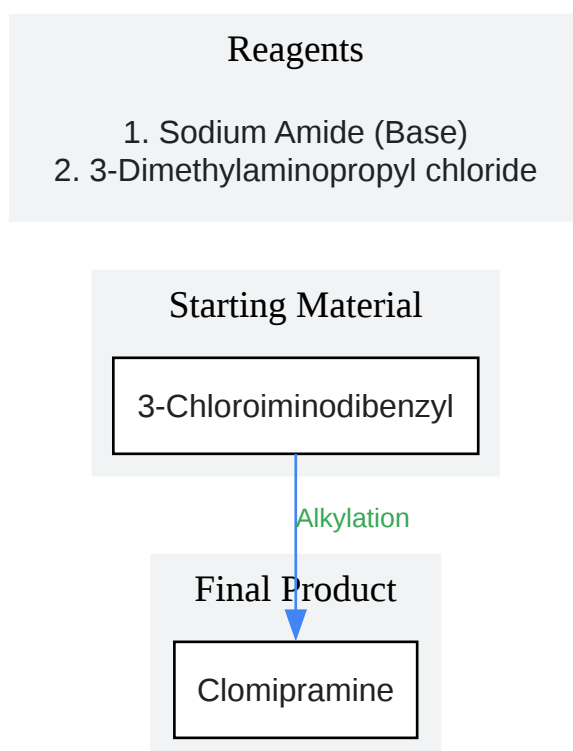 Reagents
1. Sodium Amide (Base)
2. 3-Dimethylaminopropyl chloride
Starting Material
3-Chloroiminodibenzyl
Alkylation
Final Product
Clomipramine